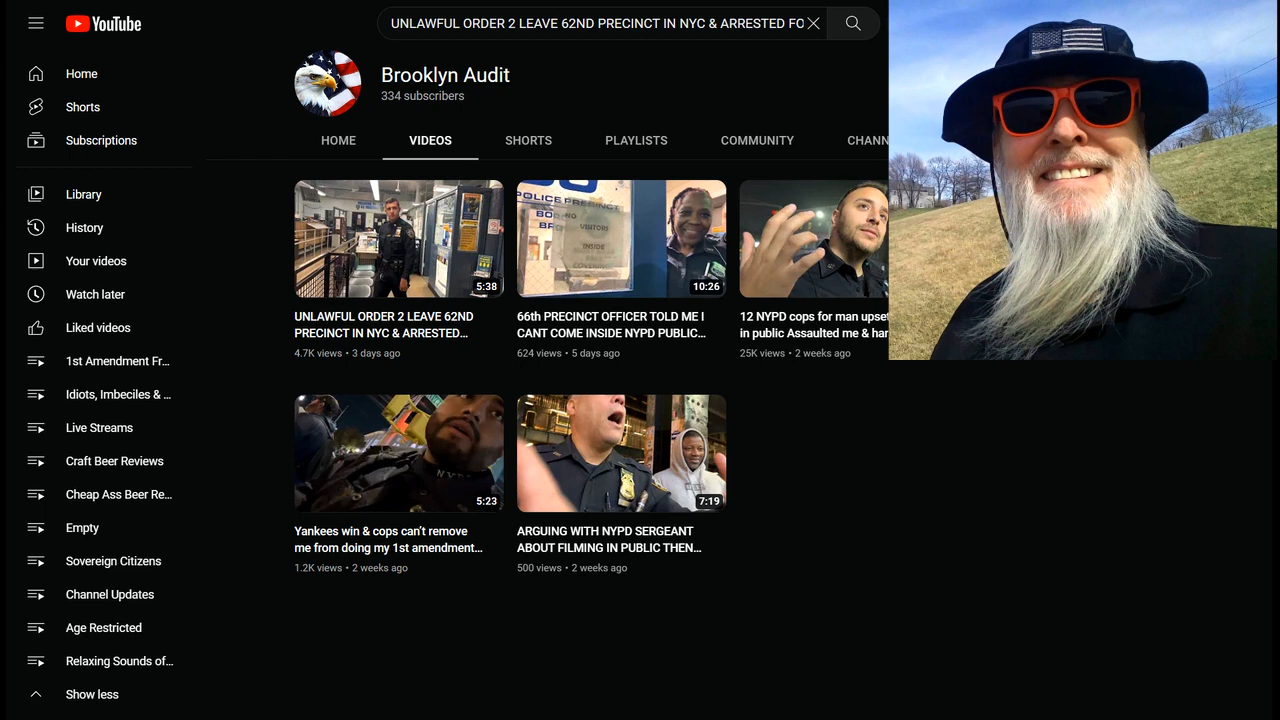 YouTube
UNLAWFUL ORDER 2 LEAVE 62ND PRECINCT IN NYC & ARRESTED FO
Home
Shorts
Subscriptions
Library
History
Your videos
Watch later
Liked videos
1st Amendment Fr...
Idiots, Imbeciles & ...
Live Streams
Craft Beer Reviews
Cheap Ass Beer Re...
Empty
Sovereign Citizens
Channel Updates
Age Restricted
Relaxing Sounds of...
Show less
Brooklyn Audit
334 subscribers
HOME VIDEOS SHORTS PLAYLISTS COMMUNITY CHANN
5:38
UNLAWFUL ORDER 2 LEAVE 62ND
PRECINCT IN NYC & ARRESTED...
4.7K views • 3 days ago
POLICE PRECINCT
NO
VISITORS
INSIDE
10:26
66th PRECINCT OFFICER TOLD ME I
CANT COME INSIDE NYPD PUBLIC...
624 views • 5 days ago
12 NYPD cops for man upset
in public Assaulted me & har
25K views • 2 weeks ago
5:23
Yankees win & cops can't remove
me from doing my 1st amendment...
1.2K views • 2 weeks ago
7:19
ARGUING WITH NYPD SERGEANT
ABOUT FILMING IN PUBLIC THEN...
500 views • 2 weeks ago